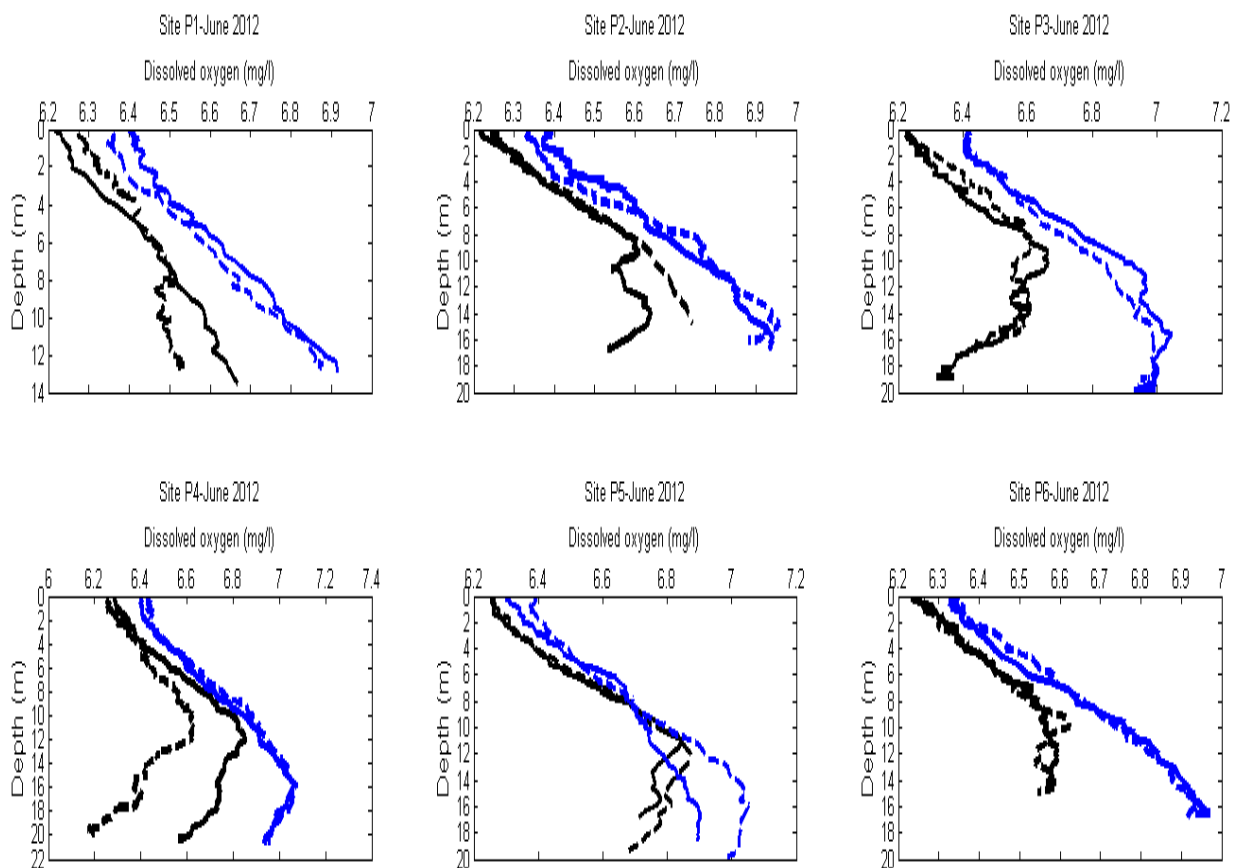 Site P1-June 2012
Dissolved oxygen (mg/l)
6.2 6.3 6.4 6.5 6.6 6.7 6.8 6.9 7
0
2
4
6
8
10
12
14
Depth (m)
Site P2-June 2012
Dissolved oxygen (mg/l)
6.2 6.3 6.4 6.5 6.6 6.7 6.8 6.9 7
0
2
4
6
8
10
12
14
16
18
20
Depth (m)
Site P3-June 2012
Dissolved oxygen (mg/l)
6.2 6.4 6.6 6.8 7 7.2
0
2
4
6
8
10
12
14
16
18
20
Depth (m)
Site P4-June 2012
Dissolved oxygen (mg/l)
6 6.2 6.4 6.6 6.8 7 7.2 7.4
0
2
4
6
8
10
12
14
16
18
20
22
Depth (m)
Site P5-June 2012
Dissolved oxygen (mg/l)
6.2 6.4 6.6 6.8 7 7.2
0
2
4
6
8
10
12
14
16
18
20
Depth (m)
Site P6-June 2012
Dissolved oxygen (mg/l)
6.2 6.3 6.4 6.5 6.6 6.7 6.8 6.9 7
0
2
4
6
8
10
12
14
16
18
20
Depth (m)